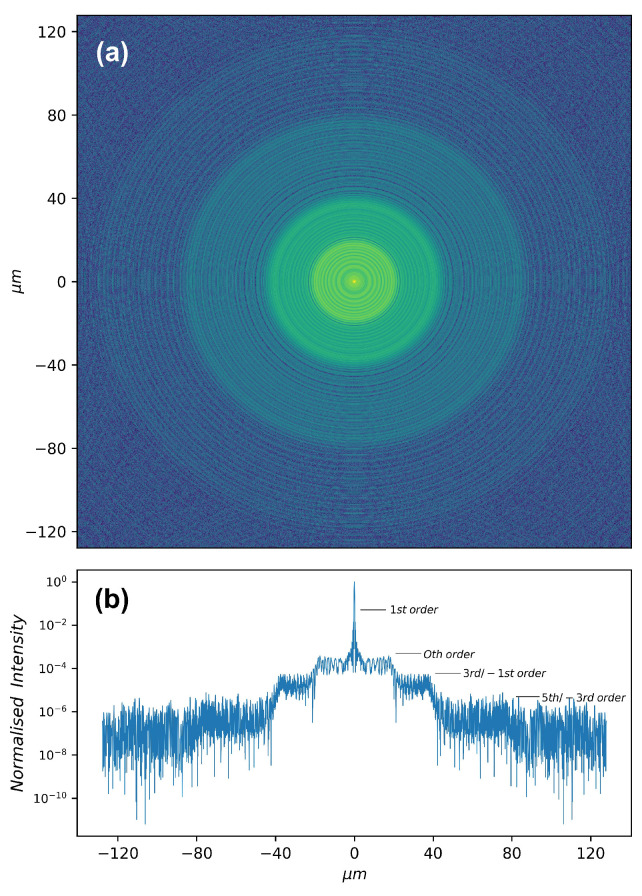 (a)
120
80
40
0
−40
−80
−120
μm
(b)
10⁰
10⁻²
10⁻⁴
10⁻⁶
10⁻⁸
10⁻¹⁰
Normalised Intensity
1st order
0th order
3rd/−1st order
5th/−3rd order
−120 −80 −40 0 40 80 120
μm